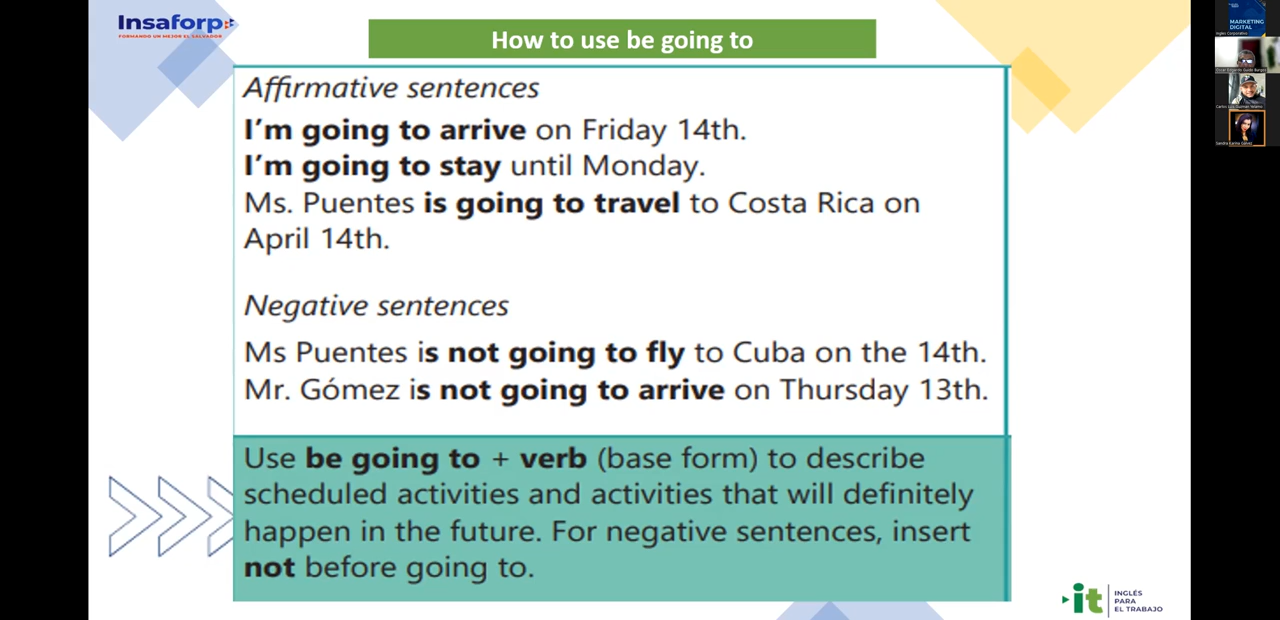 Insaforp
FORMANDO UN MEJOR EL SALVADOR
How to use be going to
Affirmative sentences
I'm going to arrive on Friday 14th.
I'm going to stay until Monday.
Ms. Puentes is going to travel to Costa Rica on
April 14th.
Negative sentences
Ms Puentes is not going to fly to Cuba on the 14th.
Mr. Gómez is not going to arrive on Thursday 13th.
Use be going to + verb (base form) to describe
scheduled activities and activities that will definitely
happen in the future. For negative sentences, insert
not before going to.
it
INGLÉS
PARA
EL TRABAJO
MARKETING
DIGITAL
Ingles Corporativo